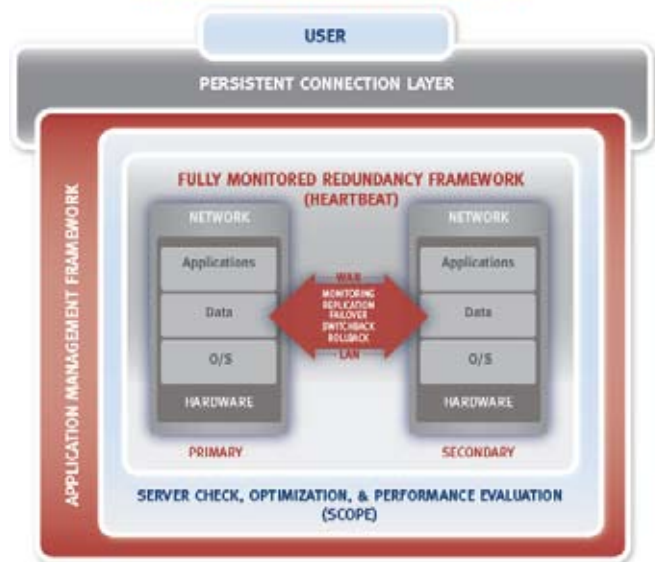 USER
PERSISTENT CONNECTION LAYER
APPLICATION MANAGEMENT FRAMEWORK
FULLY MONITORED REDUNDANCY FRAMEWORK
(HEARTBEAT)
NETWORK
Applications
Data
O/S
HARDWARE
PRIMARY
WAN
MONITORING
REPLICATION
FAILOVER
SWITCHBACK
ROLLBACK
LAN
NETWORK
Applications
Data
O/S
HARDWARE
SECONDARY
SERVER CHECK, OPTIMIZATION, & PERFORMANCE EVALUATION
(SCOPE)